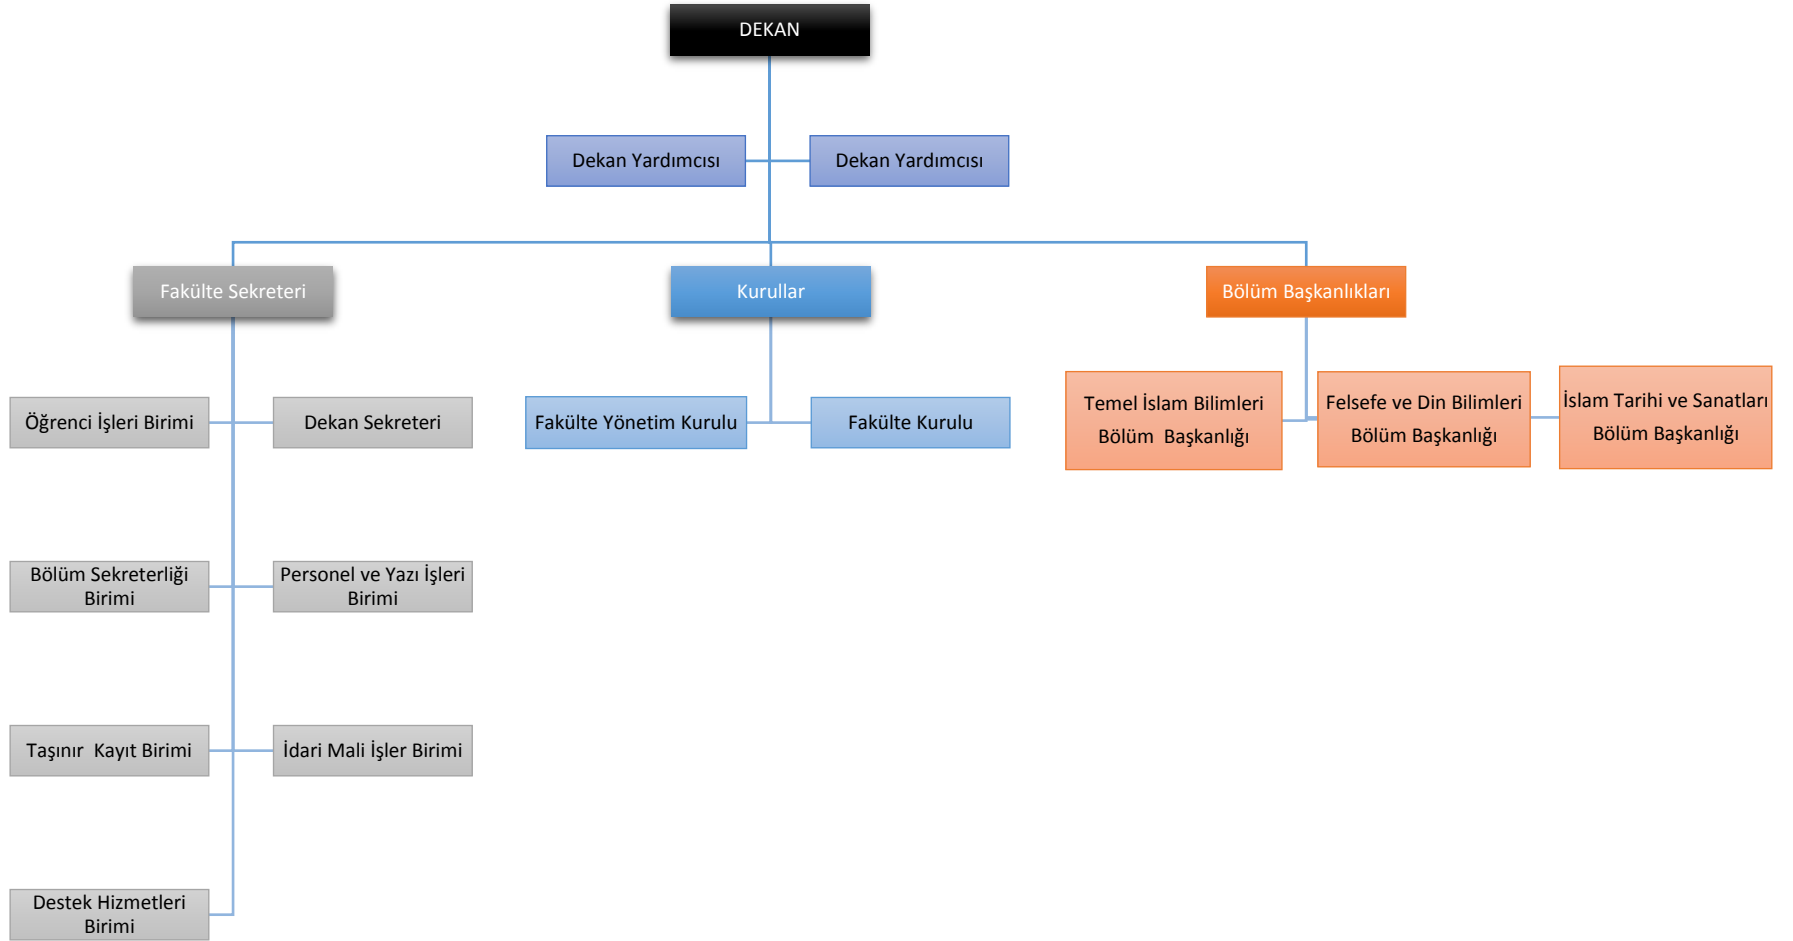 DEKAN
Dekan Yardımcısı
Dekan Yardımcısı
Fakülte Sekreteri
Kurullar
Bölüm Başkanlıkları
Öğrenci İşleri Birimi
Dekan Sekreteri
Fakülte Yönetim Kurulu
Fakülte Kurulu
Temel İslam Bilimleri
Bölüm  Başkanlığı
Felsefe ve Din Bilimleri
Bölüm Başkanlığı
İslam Tarihi ve Sanatları
Bölüm Başkanlığı
Bölüm Sekreterliği
Birimi
Personel ve Yazı İşleri
Birimi
Taşınır  Kayıt Birimi
İdari Mali İşler Birimi
Destek Hizmetleri
Birimi